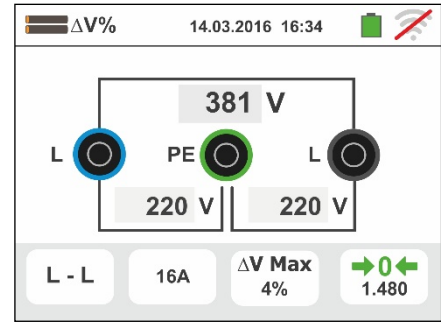 ΔV% 14.03.2016 16:34
381 V
L PE L
220 V 220 V
L - L 16A ΔV Max 4% ➔0← 1.480